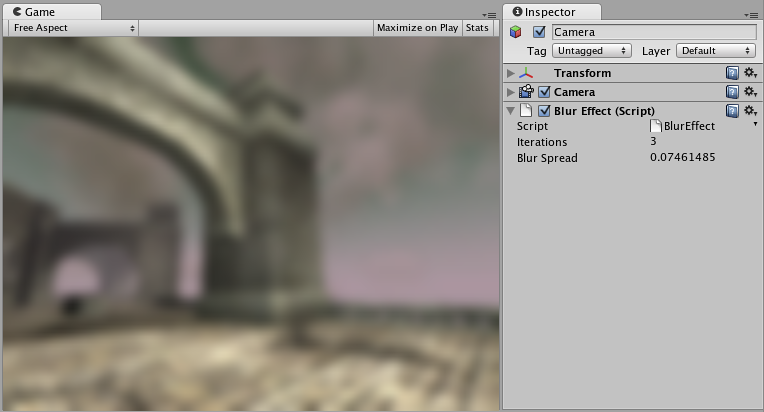 Game
Free Aspect Maximize on Play Stats
Inspector
Camera
Tag Untagged Layer Default
Transform
Camera
Blur Effect (Script)
Script BlurEffect
Iterations 3
Blur Spread 0.07461485